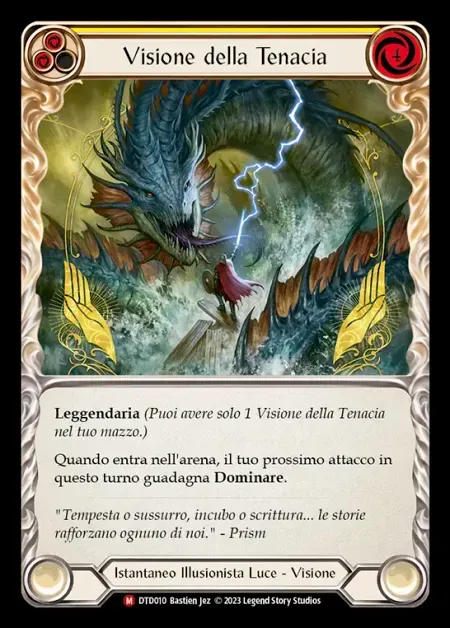 Visione della Tenacia
Leggendaria (Puoi avere solo 1 Visione della Tenacia
nel tuo mazzo.)
Quando entra nell'arena, il tuo prossimo attacco in
questo turno guadagna Dominare.
"Tempesta o sussurro, incubo o scrittura... le storie
rafforzano ognuno di noi." - Prism
Istantaneo Illusionista Luce - Visione
M DTD010 Bastien Jez © 2023 Legend Story Studios